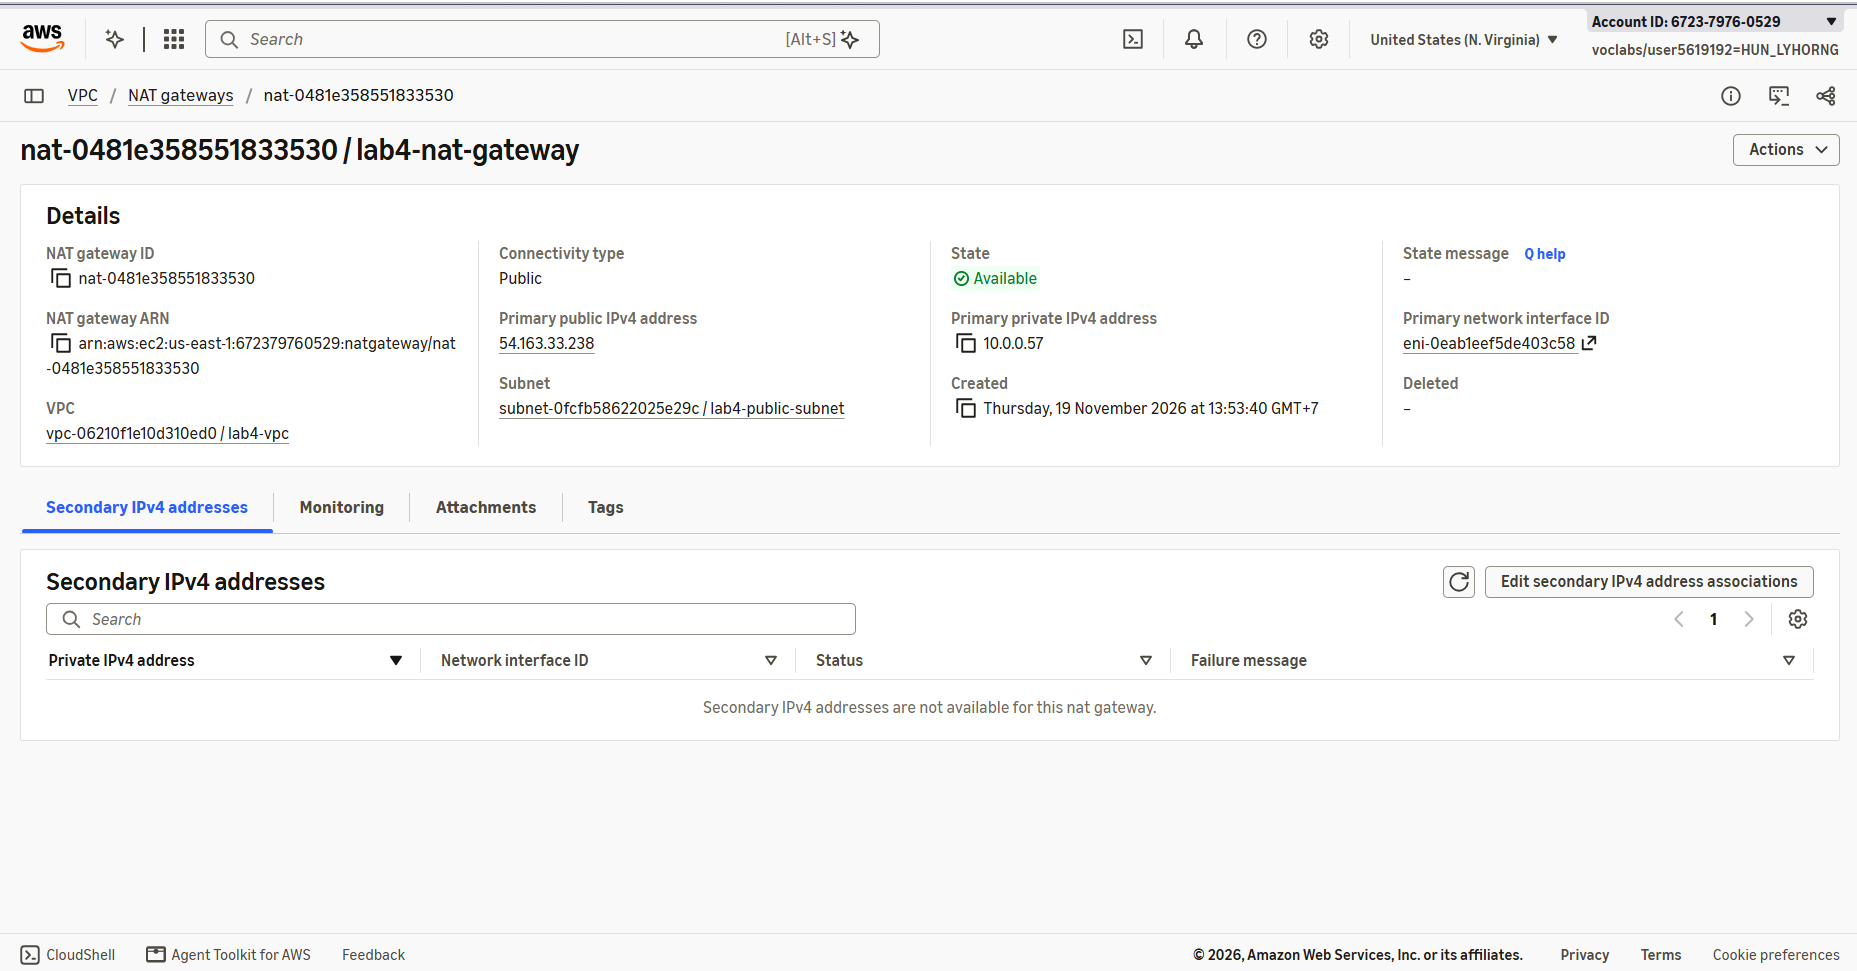 aws
Search [Alt+S]
United States (N. Virginia)
Account ID: 6723-7976-0529
voclabs/user5619192=HUN_LYHORNG
VPC / NAT gateways / nat-0481e358551833530
nat-0481e358551833530 / lab4-nat-gateway
Actions
Details
NAT gateway ID
nat-0481e358551833530
NAT gateway ARN
arn:aws:ec2:us-east-1:672379760529:natgateway/nat
-0481e358551833530
VPC
vpc-06210f1e10d310ed0 / lab4-vpc
Connectivity type
Public
Primary public IPv4 address
54.163.33.238
Subnet
subnet-0fcfb58622025e29c / lab4-public-subnet
State
Available
Primary private IPv4 address
10.0.0.57
Created
Thursday, 19 November 2026 at 13:53:40 GMT+7
State message Q help
–
Primary network interface ID
eni-0eab1eef5de403c58
Deleted
–
Secondary IPv4 addresses
Monitoring
Attachments
Tags
Secondary IPv4 addresses
Edit secondary IPv4 address associations
Search
1
Private IPv4 address
Network interface ID
Status
Failure message
Secondary IPv4 addresses are not available for this nat gateway.
CloudShell
Agent Toolkit for AWS
Feedback
© 2026, Amazon Web Services, Inc. or its affiliates.
Privacy
Terms
Cookie preferences